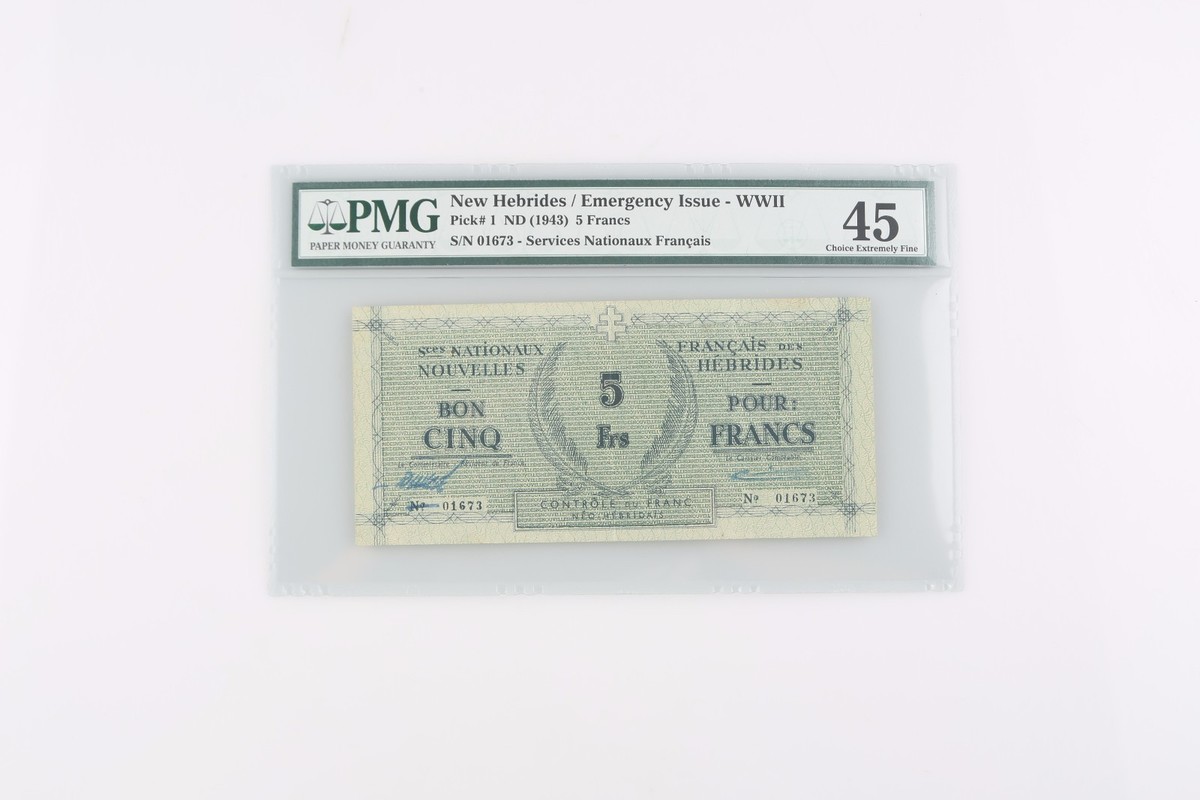 PMG
PAPER MONEY GUARANTY
New Hebrides / Emergency Issue - WWII
Pick# 1 ND (1943) 5 Francs
S/N 01673 - Services Nationaux Français
45
Choice Extremely Fine
Sces NATIONAUX
NOUVELLES
BON
CINQ
5
Frs
FRANÇAIS DES
HÉBRIDES
POUR:
FRANCS
No 01673
No 01673
CONTRÔLE DU FRANC
NÉO-HÉBRIDAIS